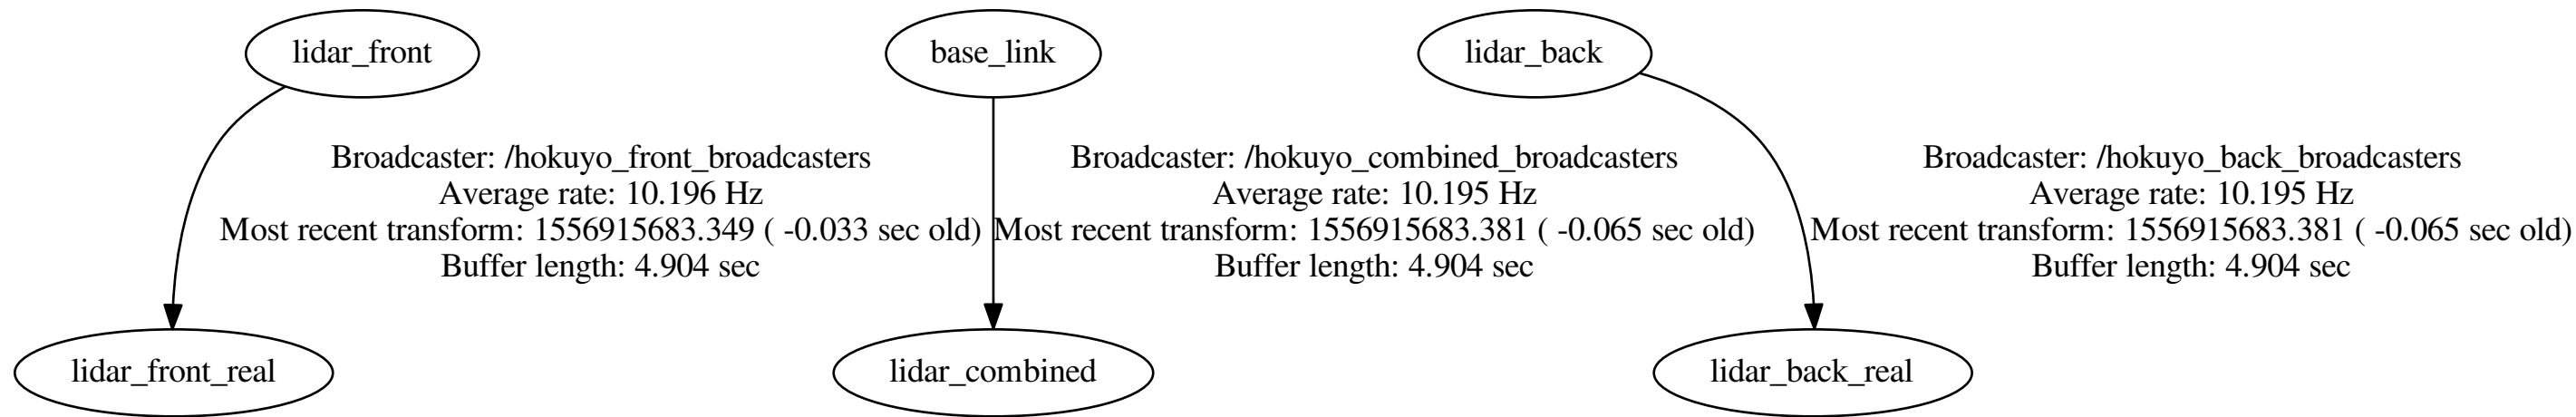 lidar_front
base_link
lidar_back
Broadcaster: /hokuyo_front_broadcasters
Average rate: 10.196 Hz
Most recent transform: 1556915683.349 ( -0.033 sec old)
Buffer length: 4.904 sec
Broadcaster: /hokuyo_combined_broadcasters
Average rate: 10.195 Hz
Most recent transform: 1556915683.381 ( -0.065 sec old)
Buffer length: 4.904 sec
Broadcaster: /hokuyo_back_broadcasters
Average rate: 10.195 Hz
Most recent transform: 1556915683.381 ( -0.065 sec old)
Buffer length: 4.904 sec
lidar_front_real
lidar_combined
lidar_back_real